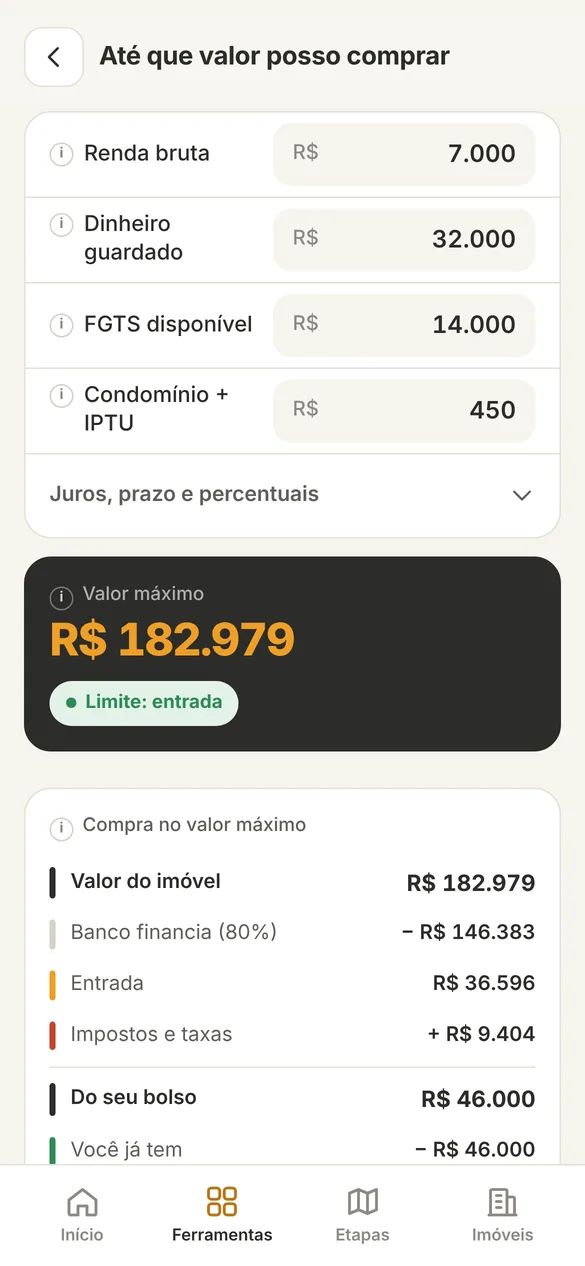 Até que valor posso comprar
Renda bruta R$ 7.000
Dinheiro
guardado R$ 32.000
FGTS disponível R$ 14.000
Condomínio +
IPTU R$ 450
Juros, prazo e percentuais
Valor máximo
R$ 182.979
Limite: entrada
Compra no valor máximo
Valor do imóvel R$ 182.979
Banco financia (80%) − R$ 146.383
Entrada R$ 36.596
Impostos e taxas + R$ 9.404
Do seu bolso R$ 46.000
Você já tem − R$ 46.000
Início Ferramentas Etapas Imóveis